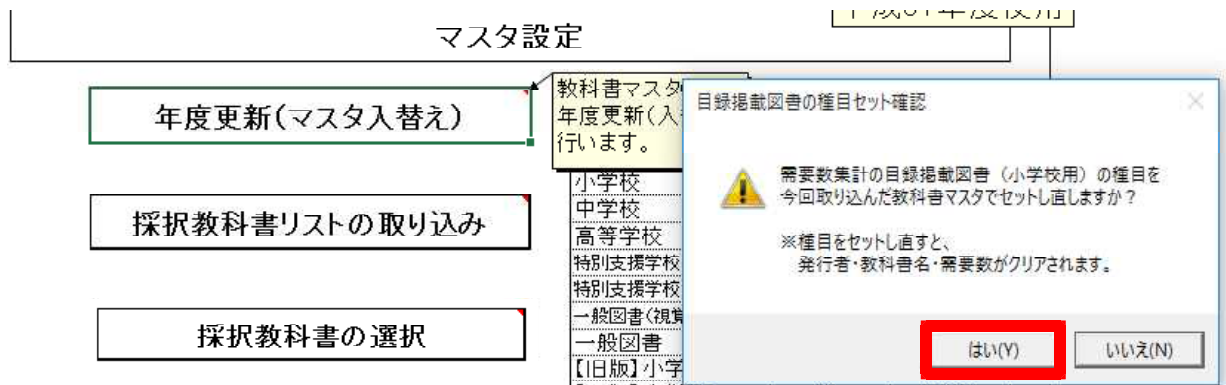 マスタ設定
年度更新(マスタ入替え)
教科書マスタ
年度更新(入
行います。
採択教科書リストの取り込み
採択教科書の選択
小学校
中学校
高等学校
特別支援学校
特別支援学校
一般図書(視覚
一般図書
【旧版】小学
目録掲載図書の種目セット確認
需要数集計の目録掲載図書（小学校用）の種目を
今回取り込んだ教科書マスタでセットし直しますか？
※種目をセットし直すと、
発行者・教科書名・需要数がクリアされます。
はい(Y)
いいえ(N)